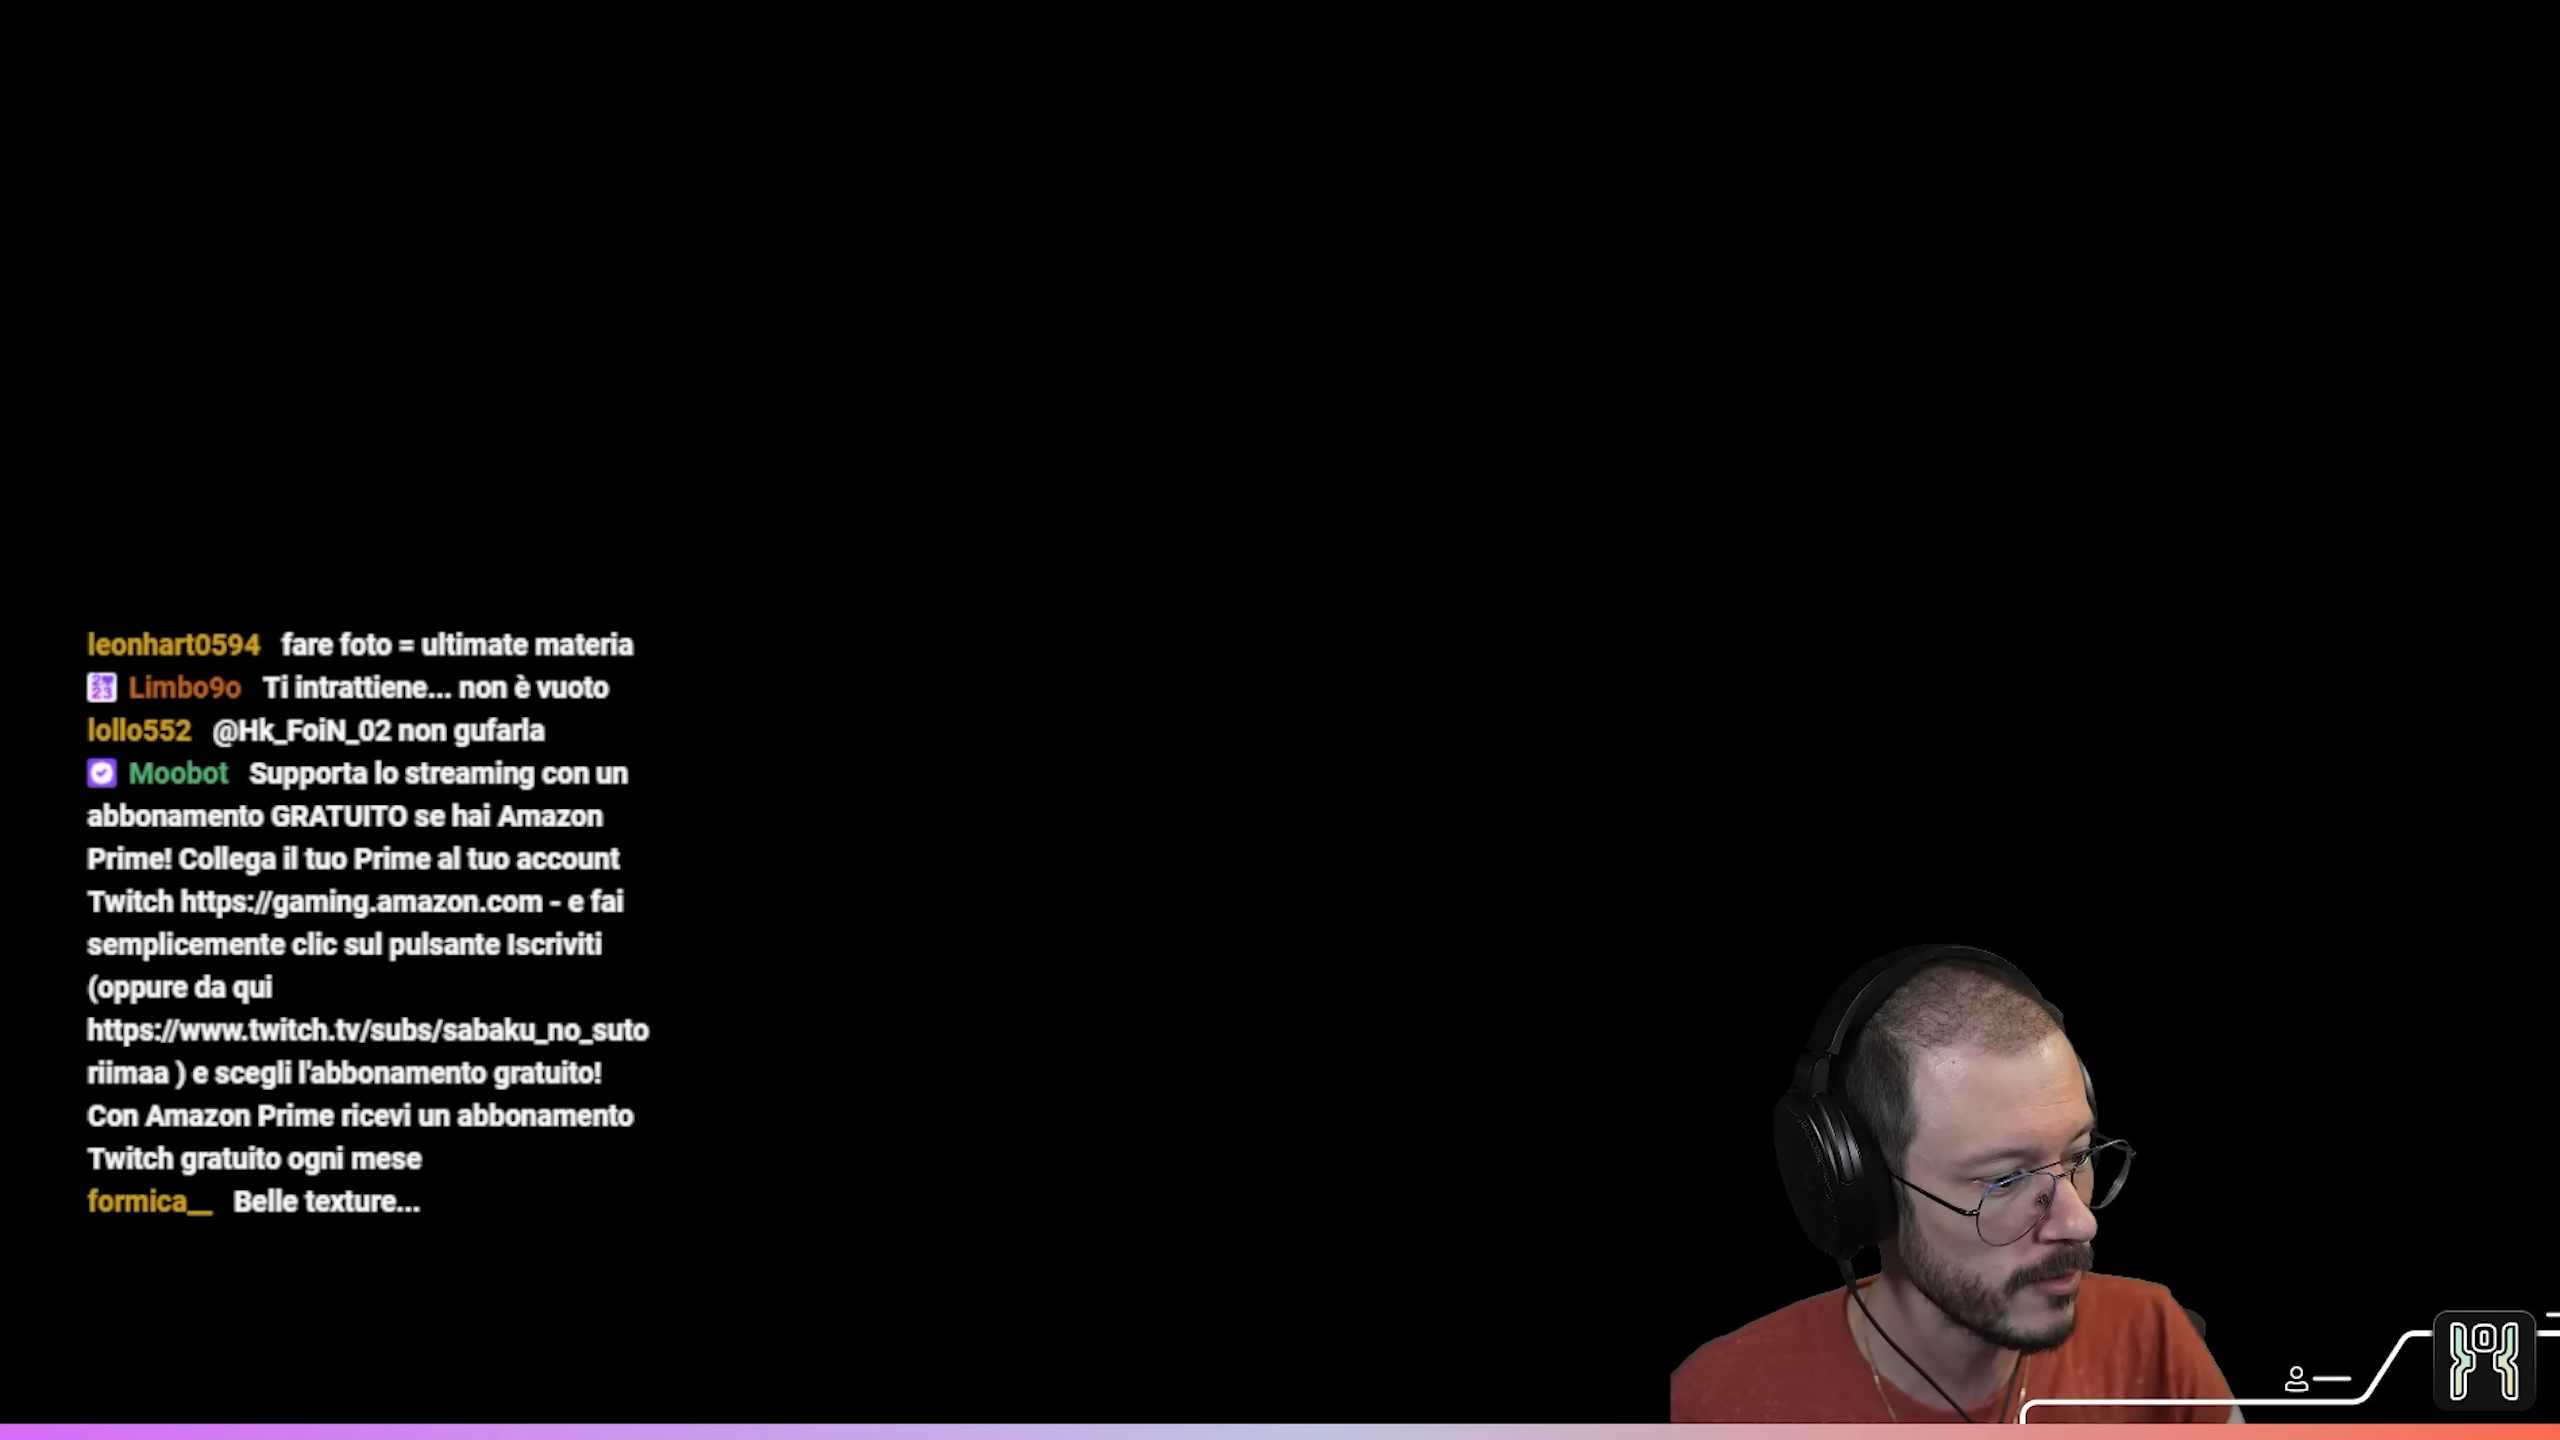 leonhart0594 fare foto = ultimate materia
Limbo9o Ti intrattiene... non è vuoto
lollo552 @Hk_FoiN_02 non gufarla
Moobot Supporta lo streaming con un
abbonamento GRATUITO se hai Amazon
Prime! Collega il tuo Prime al tuo account
Twitch https://gaming.amazon.com - e fai
semplicemente clic sul pulsante Iscriviti
(oppure da qui
https://www.twitch.tv/subs/sabaku_no_suto
riimaa ) e scegli l'abbonamento gratuito!
Con Amazon Prime ricevi un abbonamento
Twitch gratuito ogni mese
formica__ Belle texture...